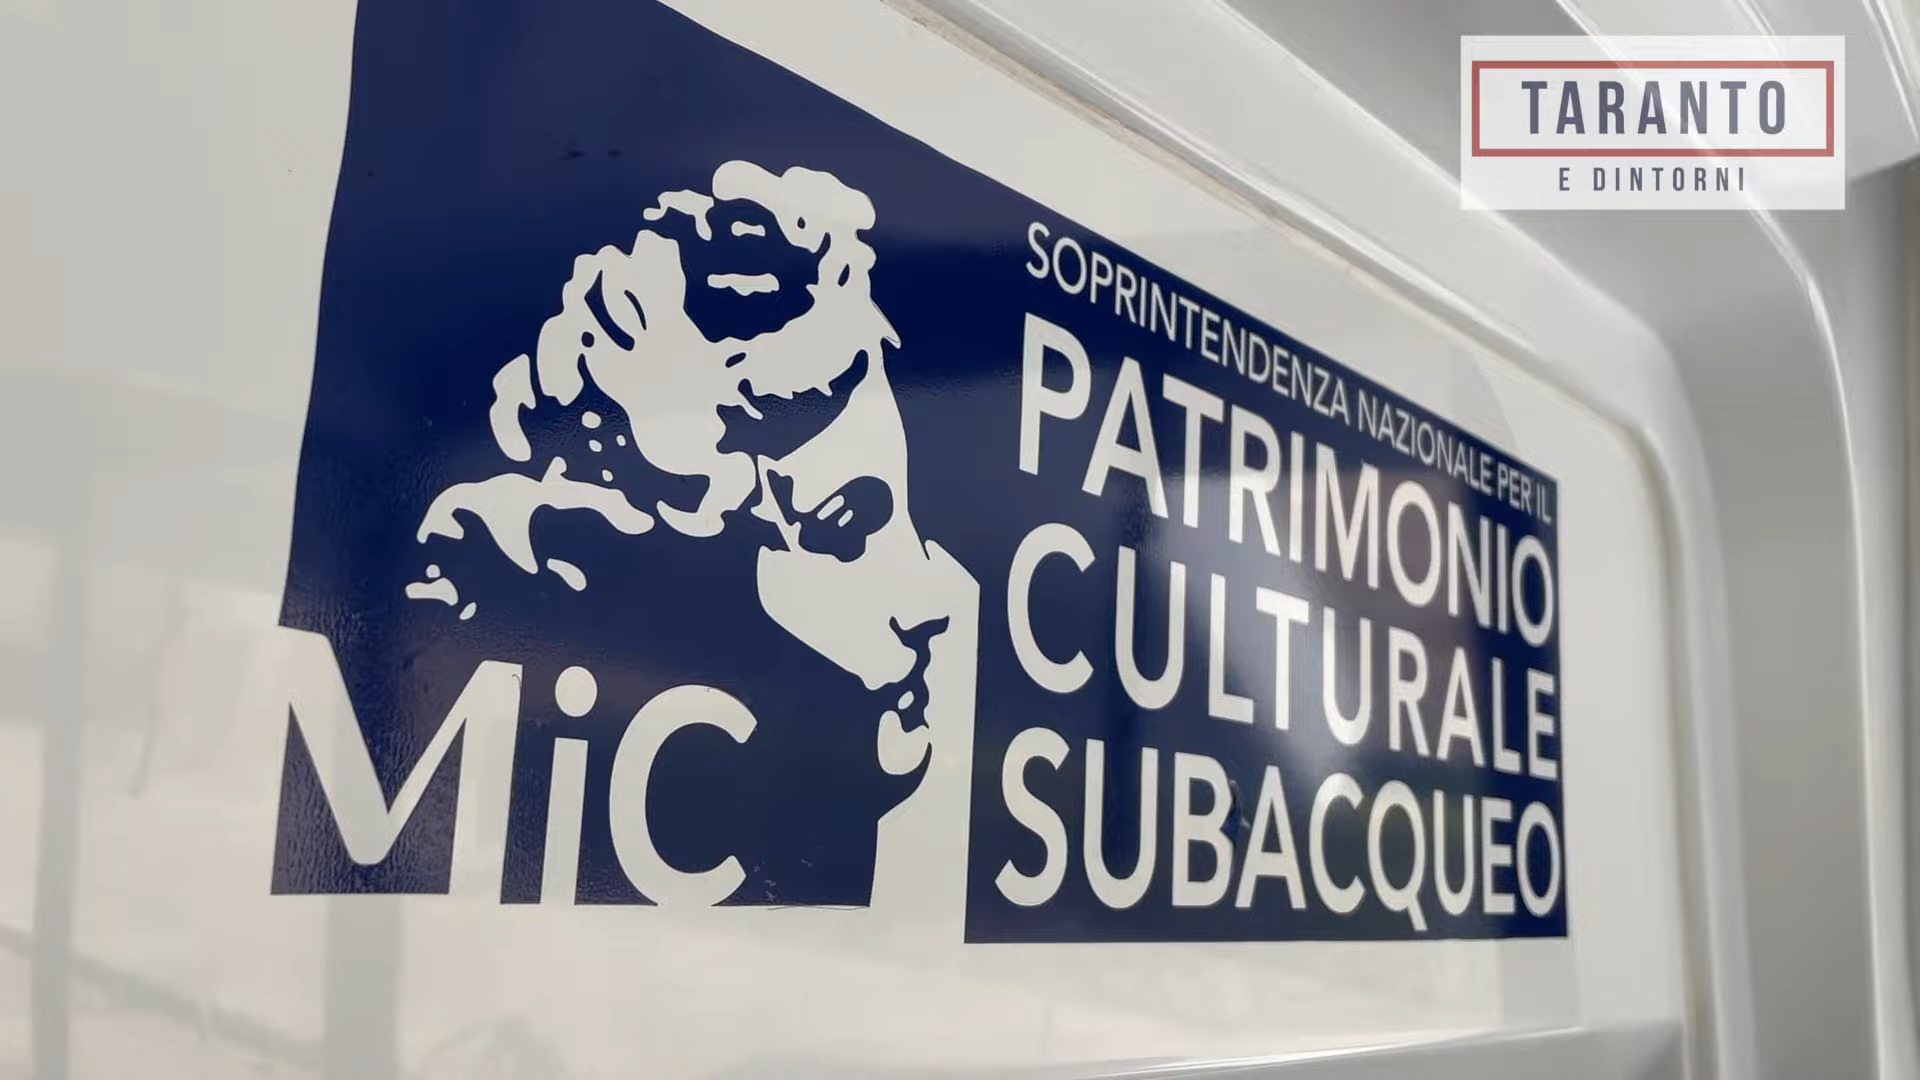 TARANTO
E DINTORNI
SOPRINTENDENZA NAZIONALE PER IL
PATRIMONIO
CULTURALE
SUBACQUEO
MiC